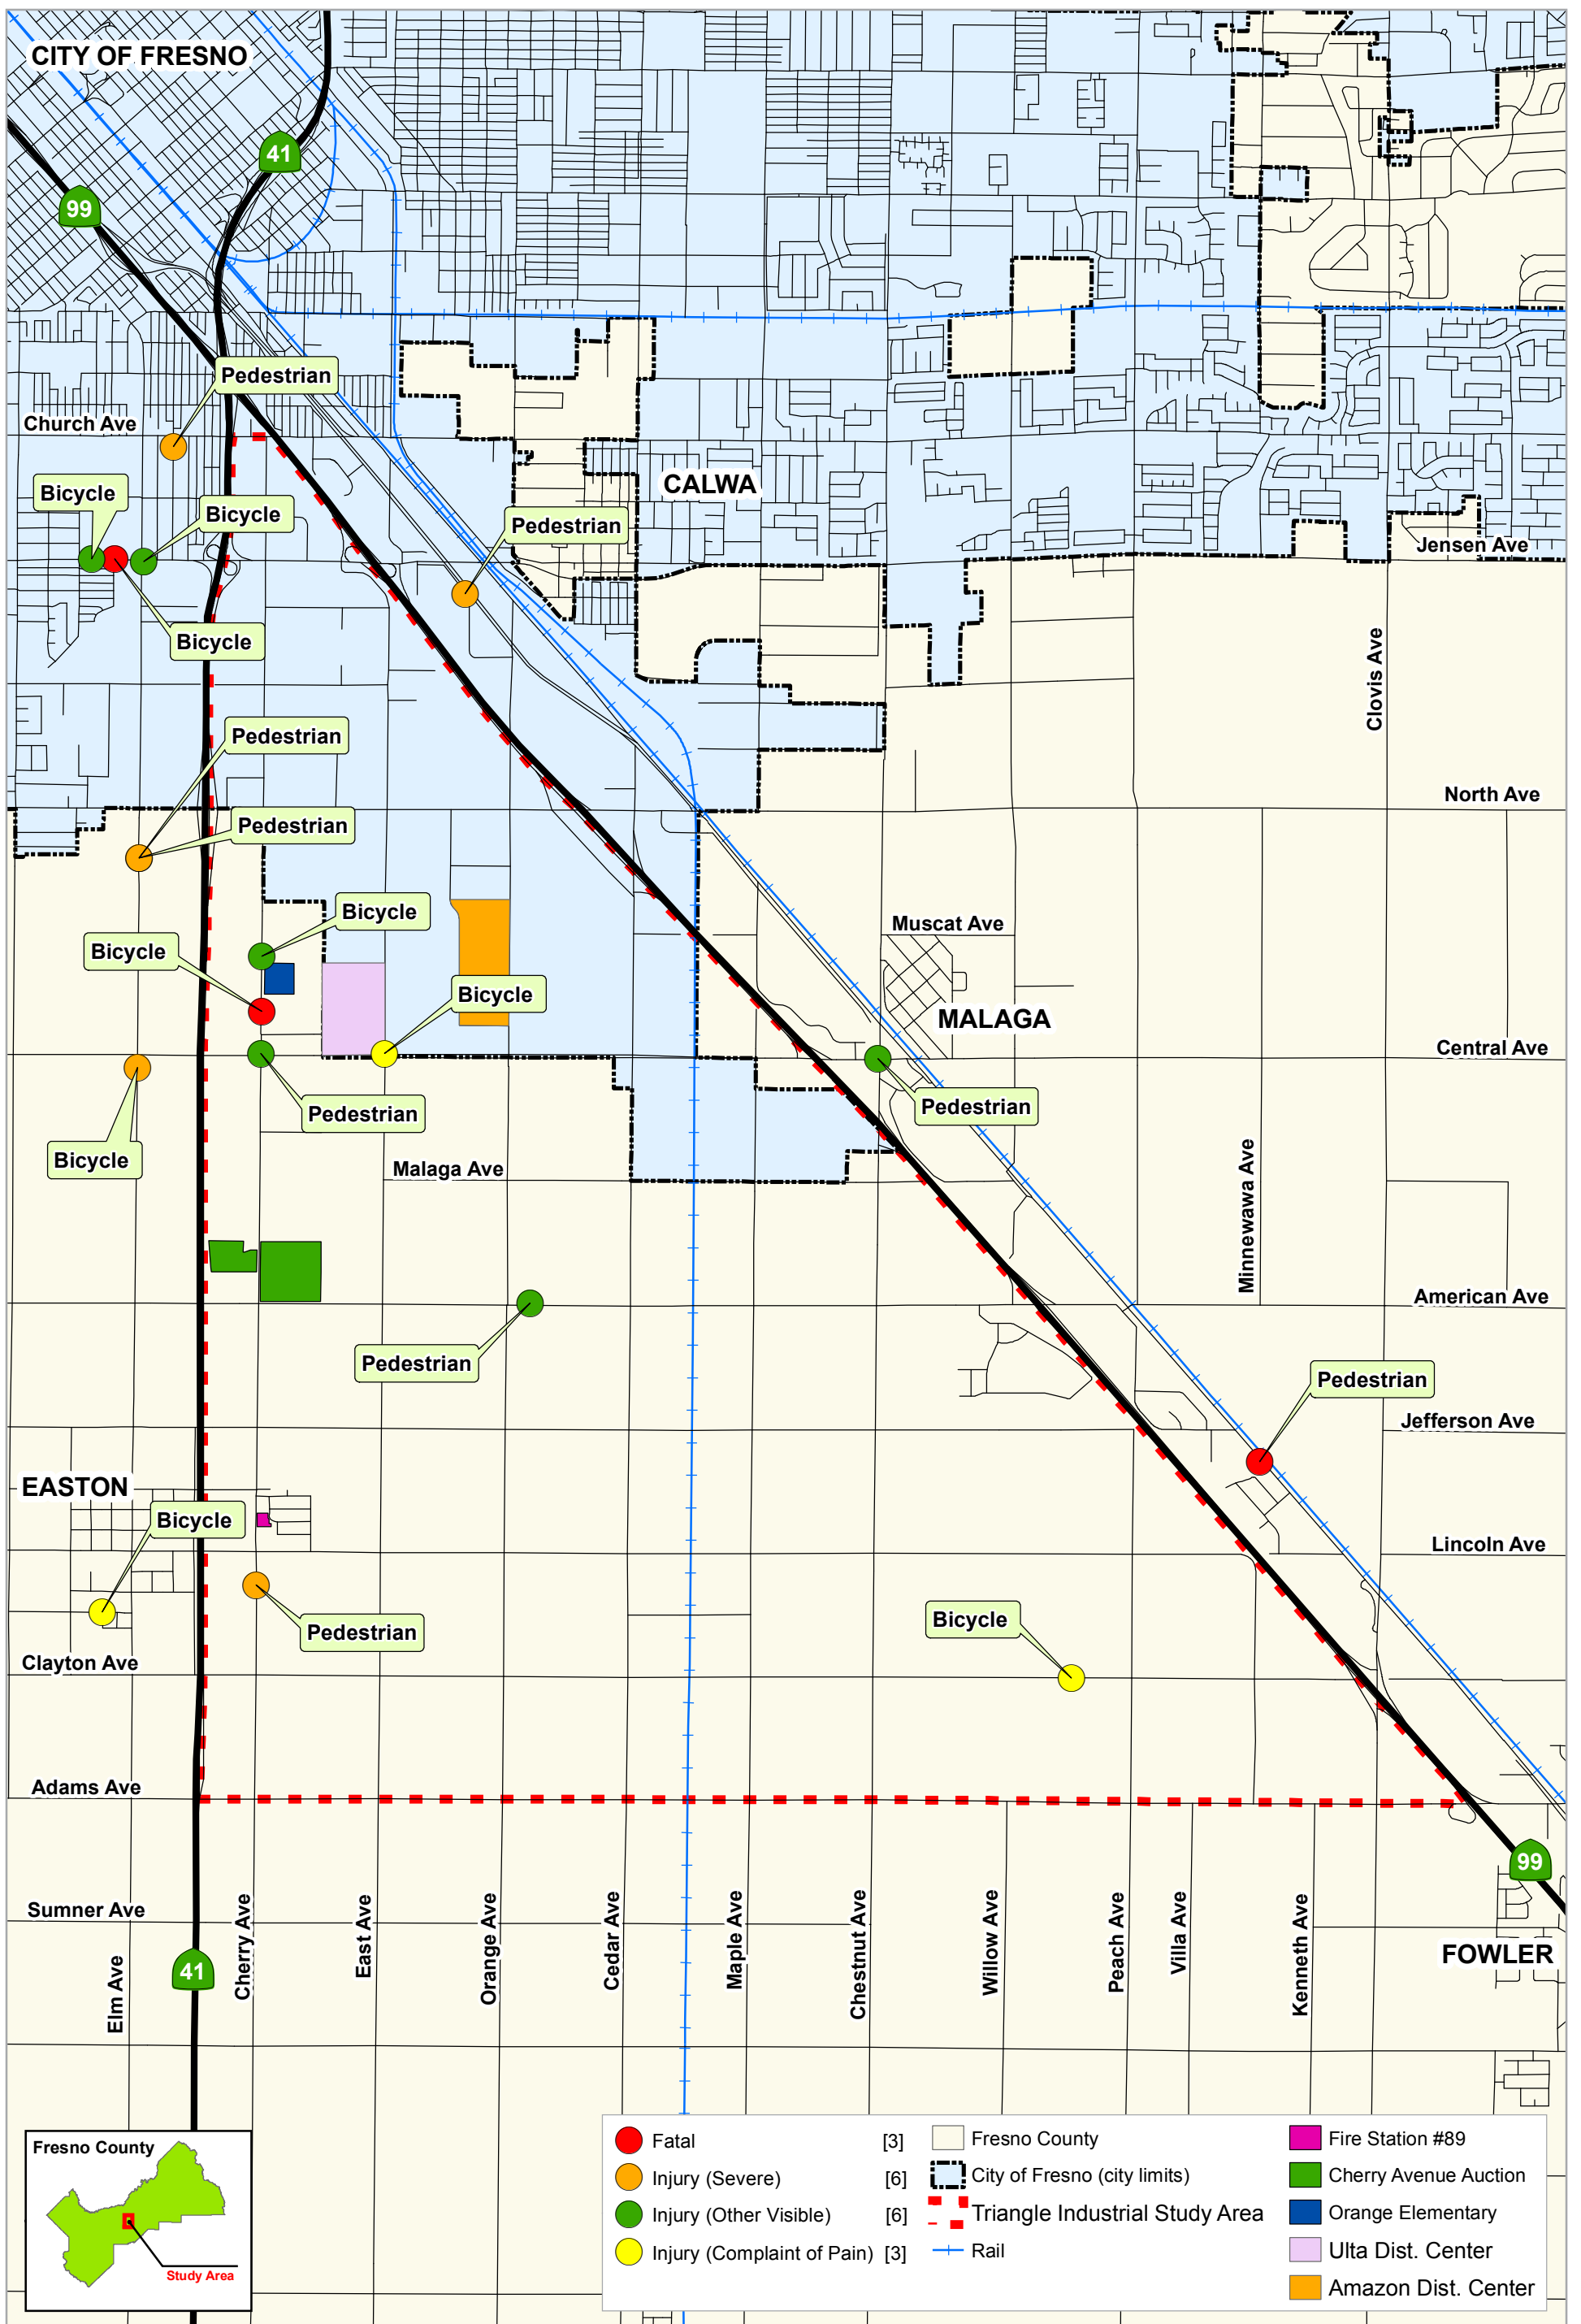 CITY OF FRESNO
41
99
Pedestrian
Church Ave
Bicycle
CALWA
Bicycle
Pedestrian
Jensen Ave
Bicycle
Clovis Ave
Pedestrian
North Ave
Pedestrian
Bicycle
Muscat Ave
Bicycle
Bicycle
MALAGA
Central Ave
Pedestrian
Pedestrian
Bicycle
Malaga Ave
Minnewawa Ave
American Ave
Pedestrian
Pedestrian
Jefferson Ave
EASTON
Bicycle
Lincoln Ave
Bicycle
Pedestrian
Clayton Ave
Adams Ave
99
Sumner Ave
Elm Ave
41
Cherry Ave
East Ave
Orange Ave
Cedar Ave
Maple Ave
Chestnut Ave
Willow Ave
Peach Ave
Villa Ave
Kenneth Ave
FOWLER
Fresno County
Study Area
Fatal [3]
Injury (Severe) [6]
Injury (Other Visible) [6]
Injury (Complaint of Pain) [3]
Fresno County
City of Fresno (city limits)
Triangle Industrial Study Area
Rail
Fire Station #89
Cherry Avenue Auction
Orange Elementary
Ulta Dist. Center
Amazon Dist. Center